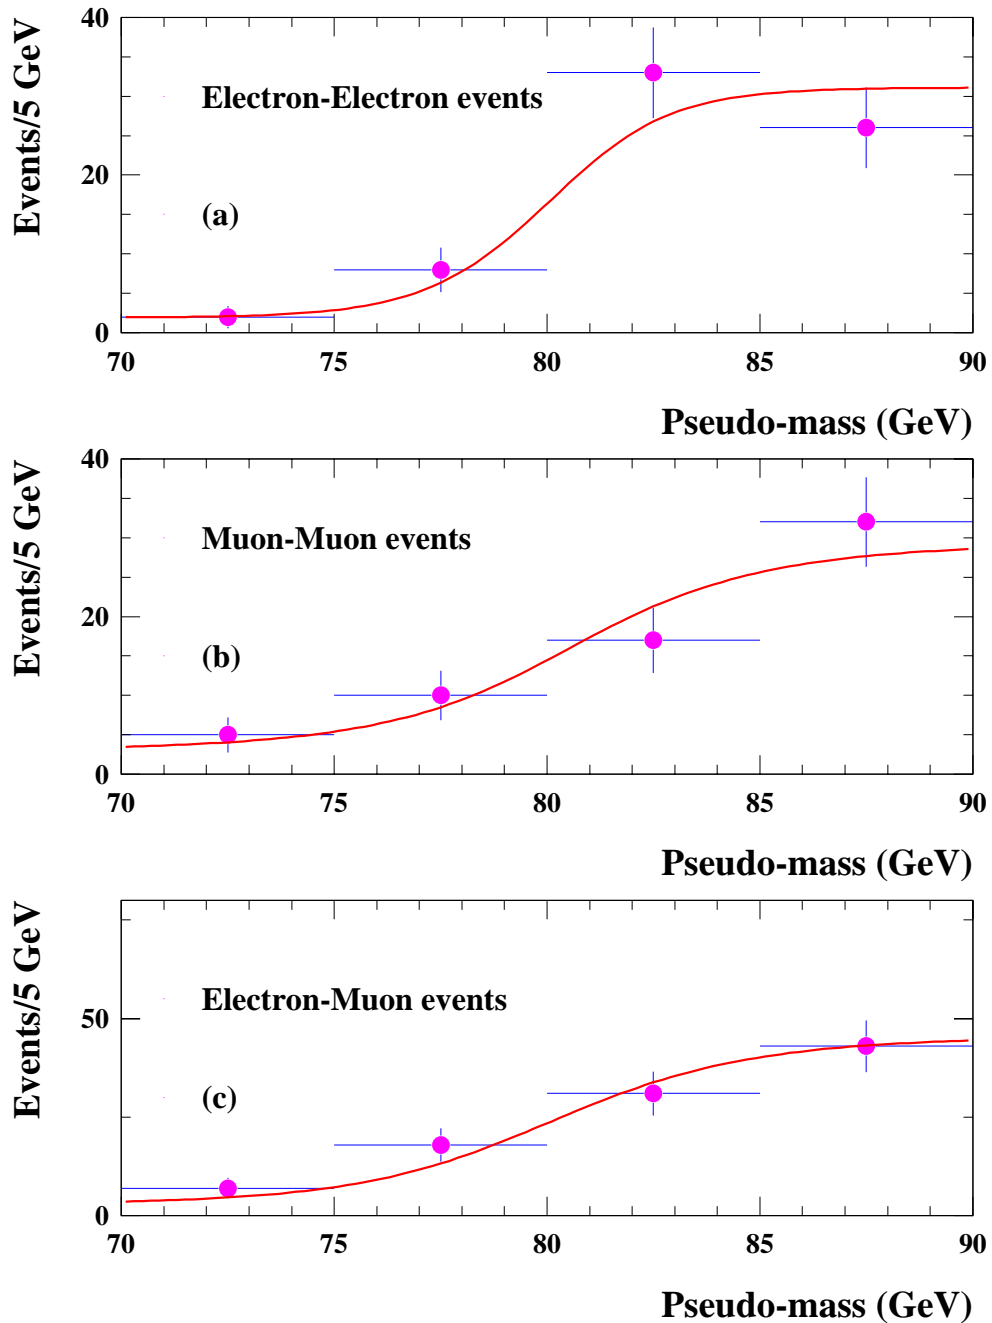 Events/5 GeV
40
Electron-Electron events
20
(a)
0
70 75 80 85 90
Pseudo-mass (GeV)
Events/5 GeV
40
Muon-Muon events
20
(b)
0
70 75 80 85 90
Pseudo-mass (GeV)
Events/5 GeV
Electron-Muon events
50
(c)
0
70 75 80 85 90
Pseudo-mass (GeV)